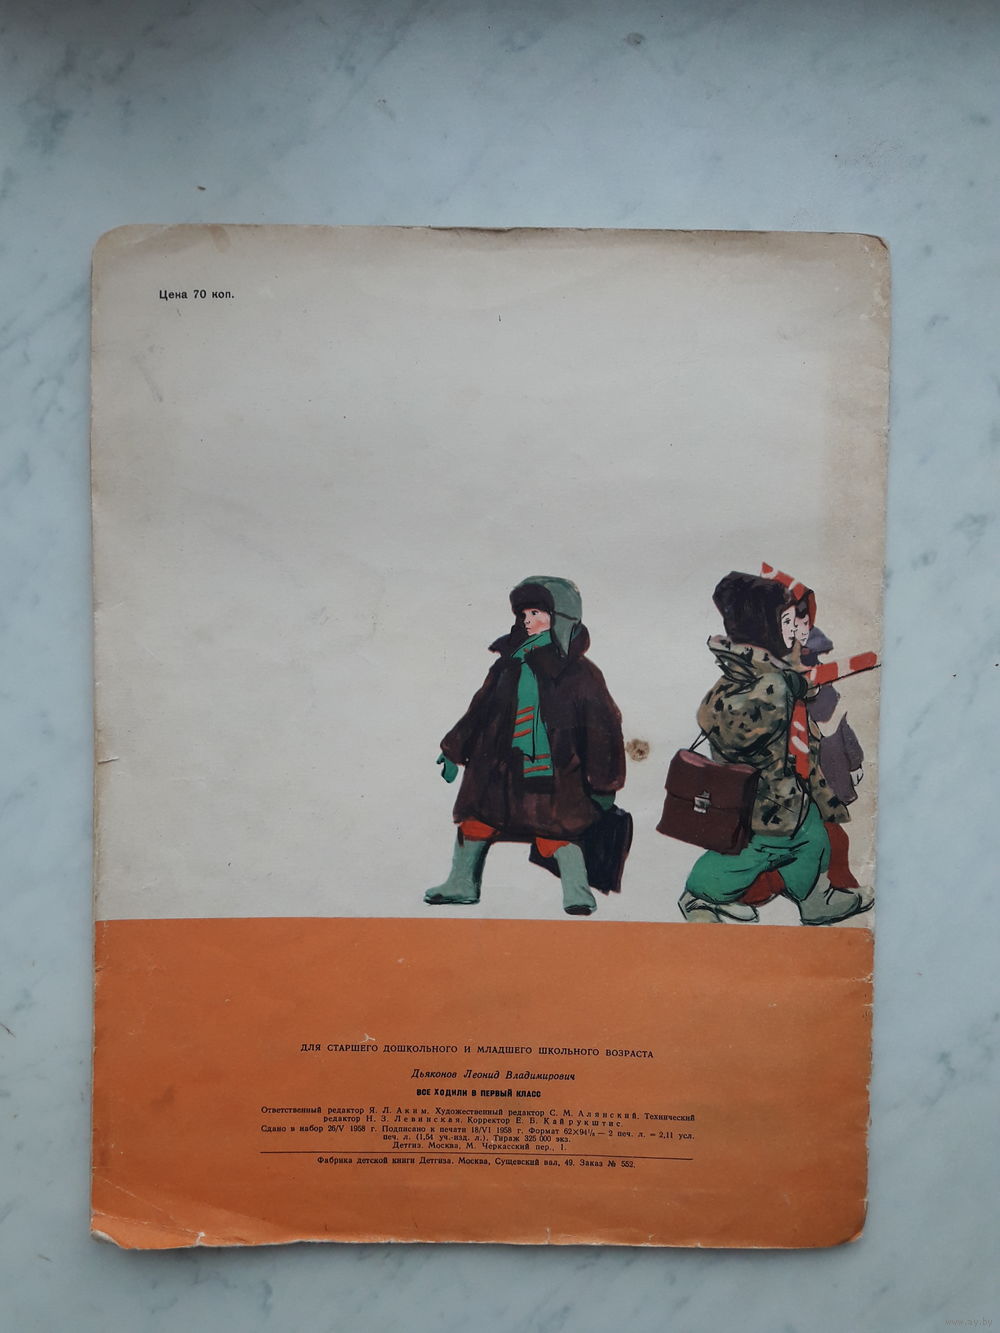 Цена 70 коп.
ДЛЯ СТАРШЕГО ДОШКОЛЬНОГО И МЛАДШЕГО ШКОЛЬНОГО ВОЗРАСТА
Дьяконов Леонид Владимирович
ВСЕ ХОДИЛИ В ПЕРВЫЙ КЛАСС
Ответственный редактор Я. Л. Аким. Художественный редактор С. М. Алянский. Технический
редактор Н. З. Левинская. Корректор Е. Б. Кайрукштис.
Сдано в набор 26/V 1958 г. Подписано к печати 18/VI 1958 г. Формат 62×94¹/₈ — 2 печ. л. = 2,11 усл.
печ. л. (1,54 уч.-изд. л.). Тираж 325 000 экз.
Детгиз. Москва, М. Черкасский пер., 1.
Фабрика детской книги Детгиза. Москва, Сущевский вал, 49. Заказ № 552.
www.ay.by